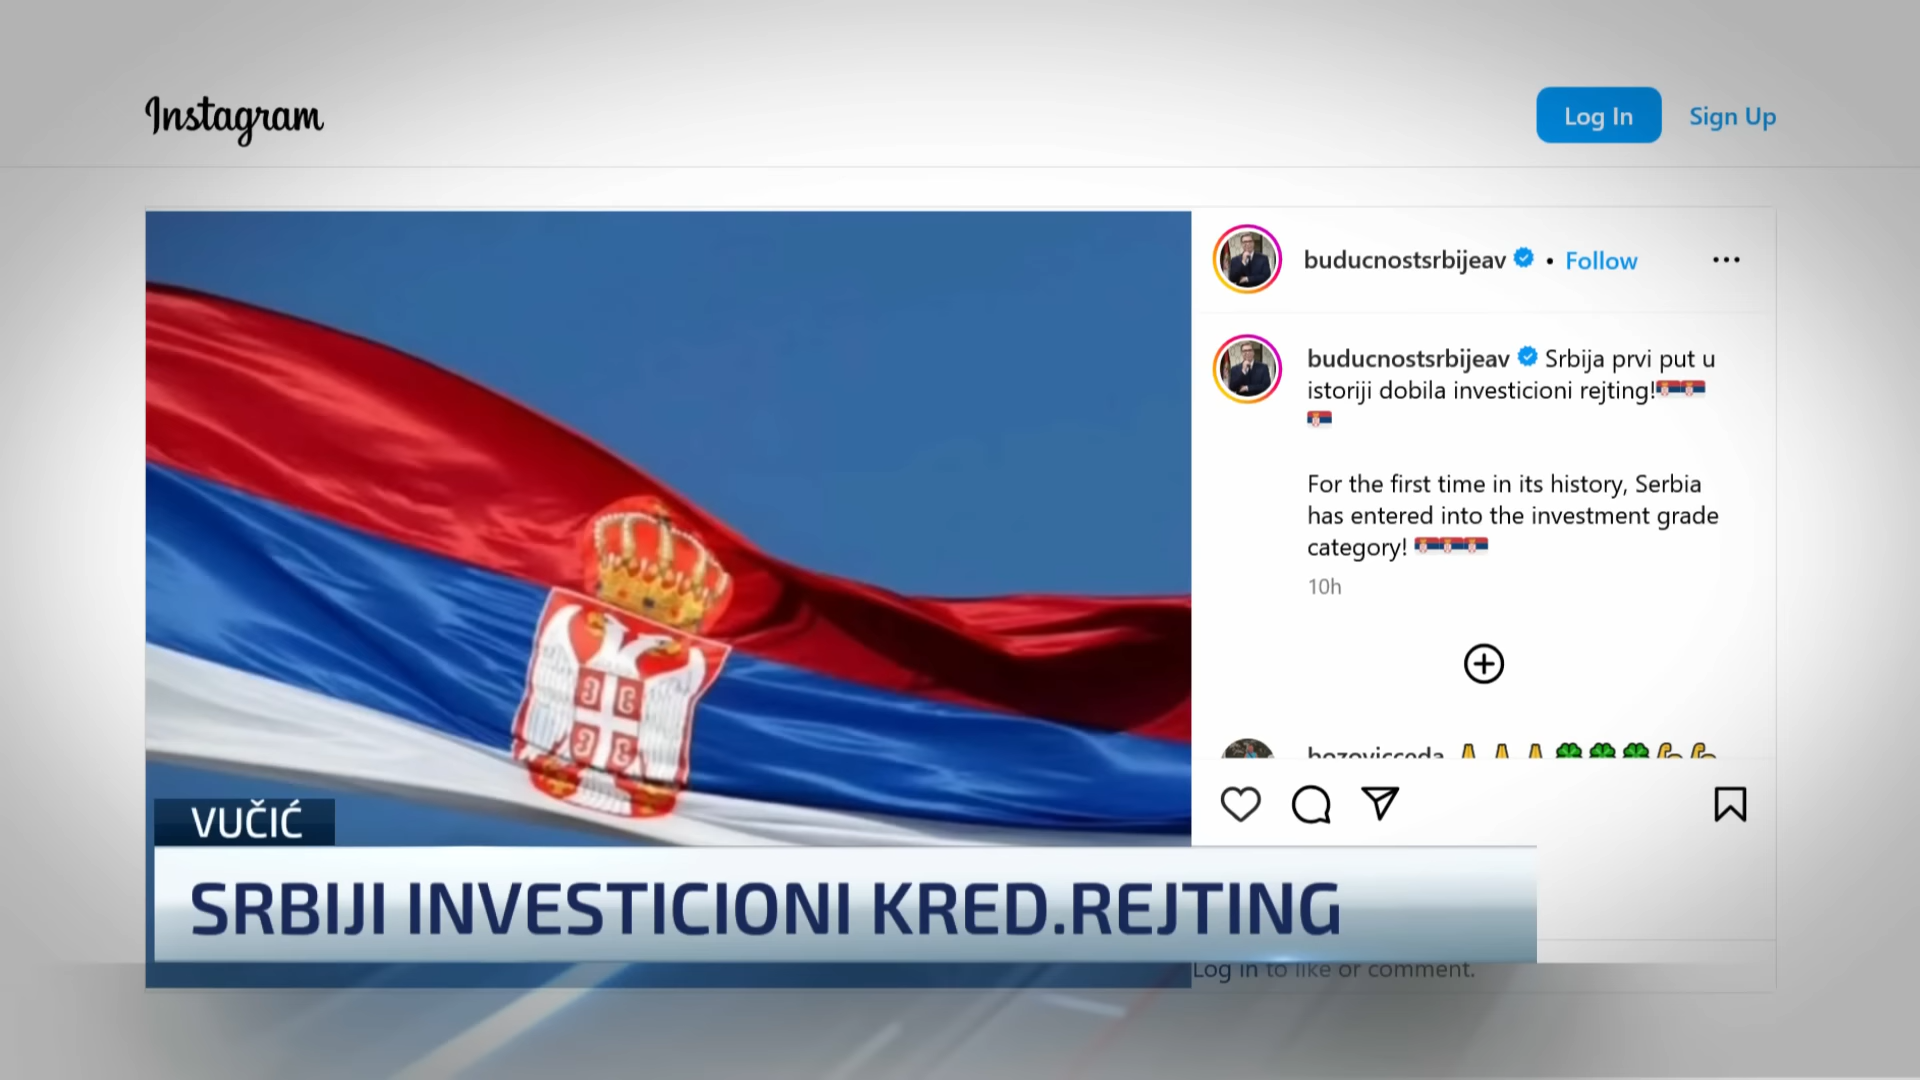 Instagram
Log In
Sign Up
buducnostsrbijeav • Follow
buducnostsrbijeav Srbija prvi put u
istoriji dobila investicioni rejting!
For the first time in its history, Serbia
has entered into the investment grade
category!
10h
bozovicceda
VUČIĆ
SRBIJI INVESTICIONI KRED.REJTING
Log in to like or comment.